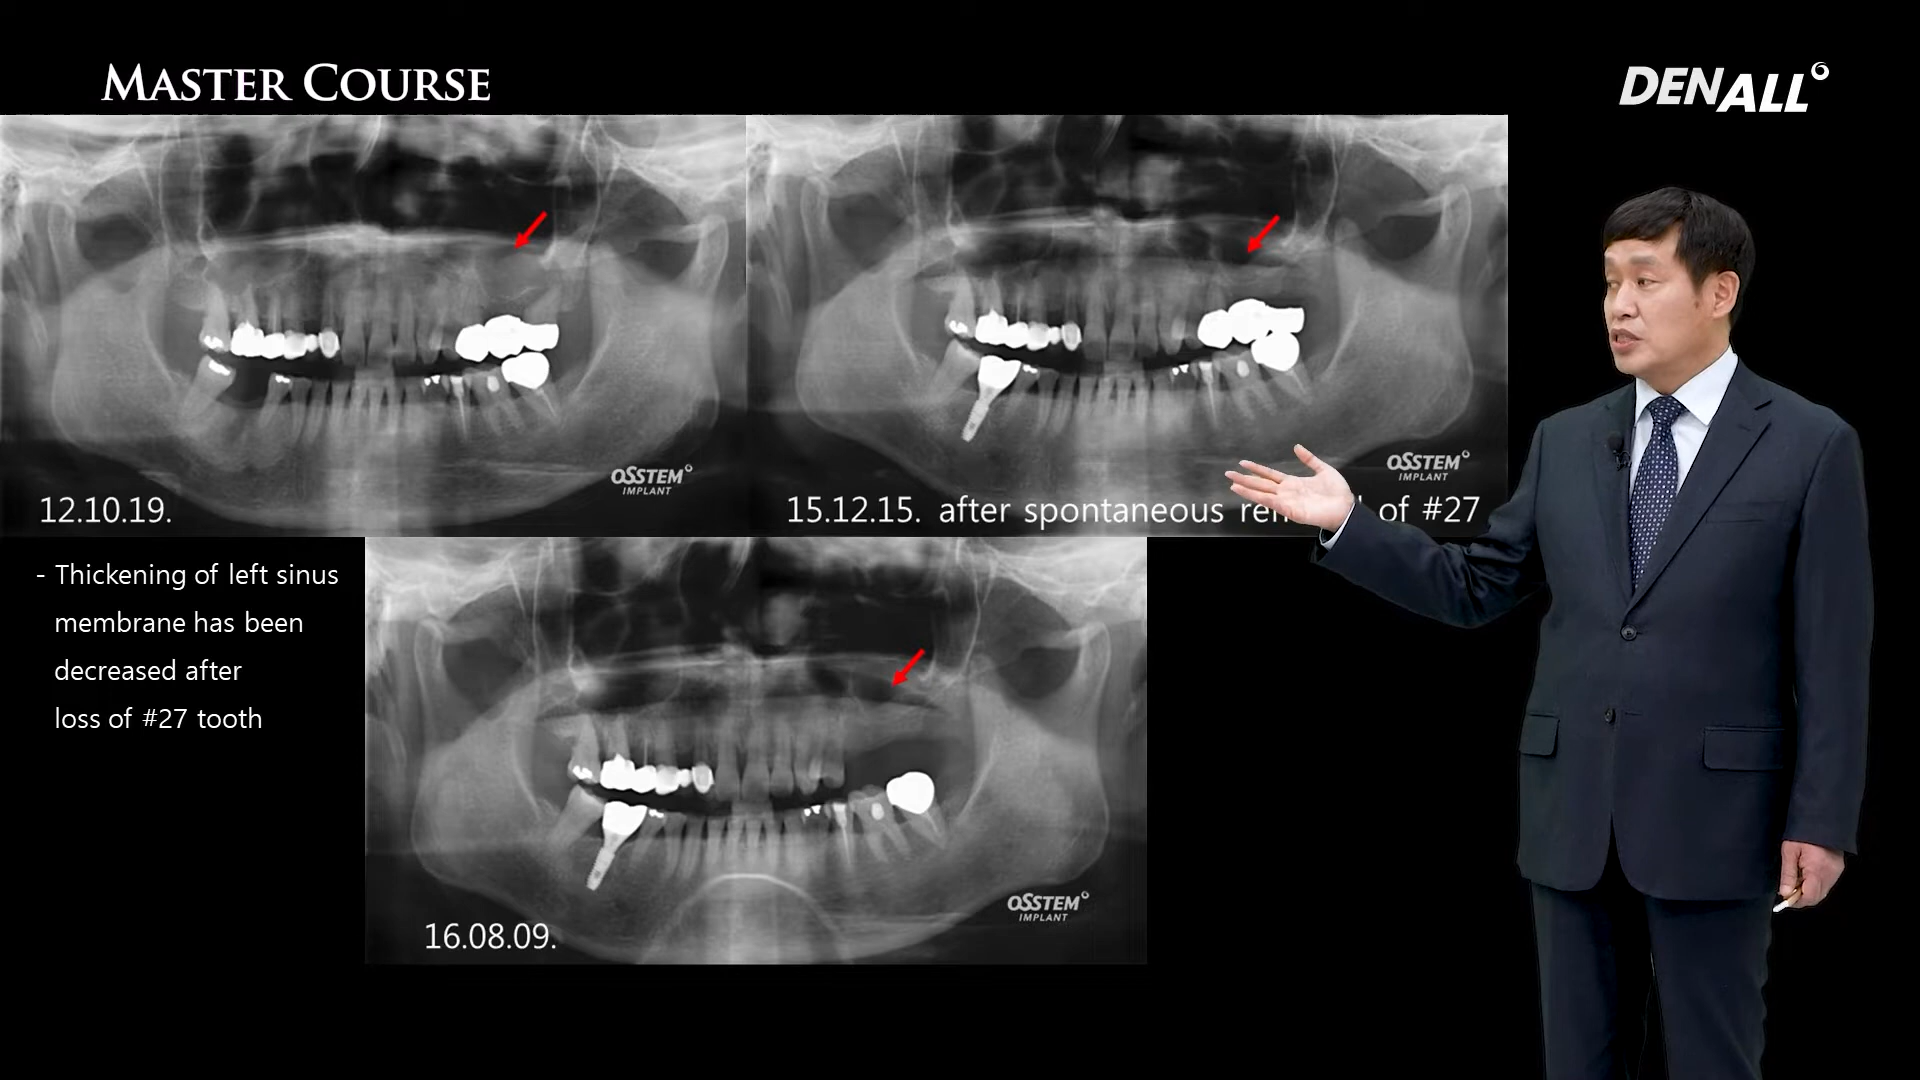 MASTER COURSE
DENALL
OSSTEM
IMPLANT
12.10.19.
OSSTEM
IMPLANT
15.12.15. after spontaneous of #27
- Thickening of left sinus
membrane has been
decreased after
loss of #27 tooth
OSSTEM
IMPLANT
16.08.09.